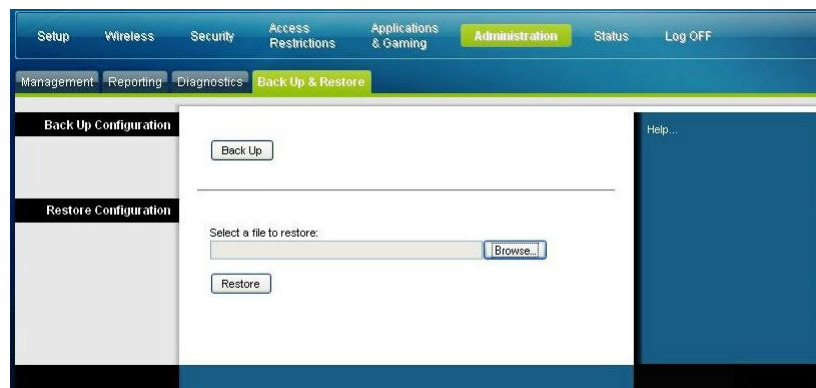 Setup Wireless Security Access Restrictions Applications & Gaming Administration Status Log OFF
Management Reporting Diagnostics Back Up & Restore
Back Up Configuration
Back Up
Help...
Restore Configuration
Select a file to restore:
Browse...
Restore